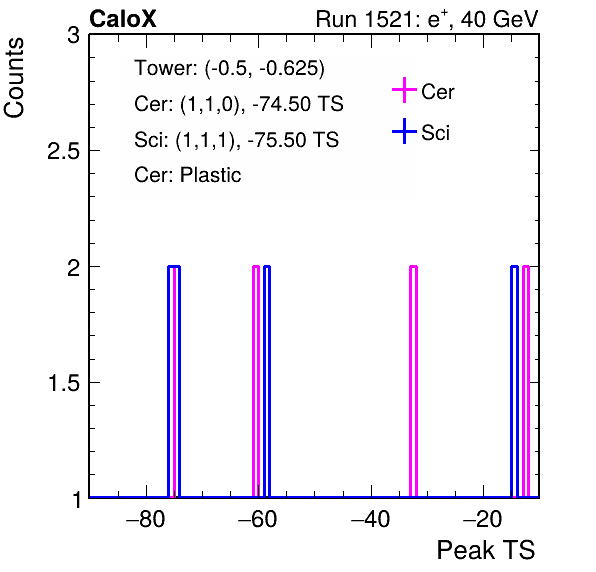 CaloX Run 1521: e+, 40 GeV
Counts
3
2.5
2
1.5
1
Tower: (-0.5, -0.625)
Cer: (1,1,0), -74.50 TS
Sci: (1,1,1), -75.50 TS
Cer: Plastic
Cer
Sci
−80 −60 −40 −20
Peak TS